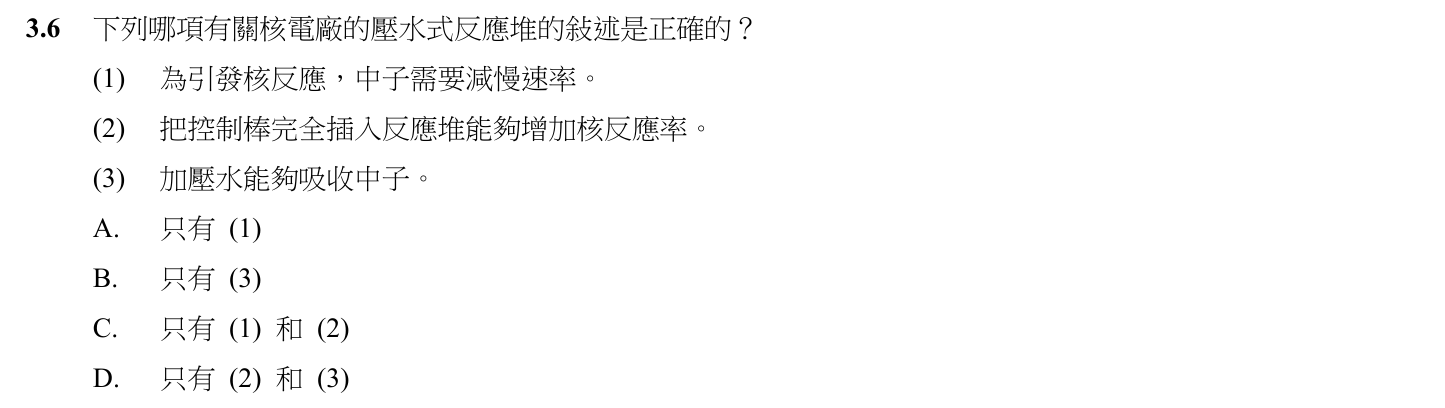 3.6 下列哪項有關核電廠的壓水式反應堆的敍述是正確的？
(1) 為引發核反應，中子需要減慢速率。
(2) 把控制棒完全插入反應堆能夠增加核反應率。
(3) 加壓水能夠吸收中子。
A. 只有 (1)
B. 只有 (3)
C. 只有 (1) 和 (2)
D. 只有 (2) 和 (3)